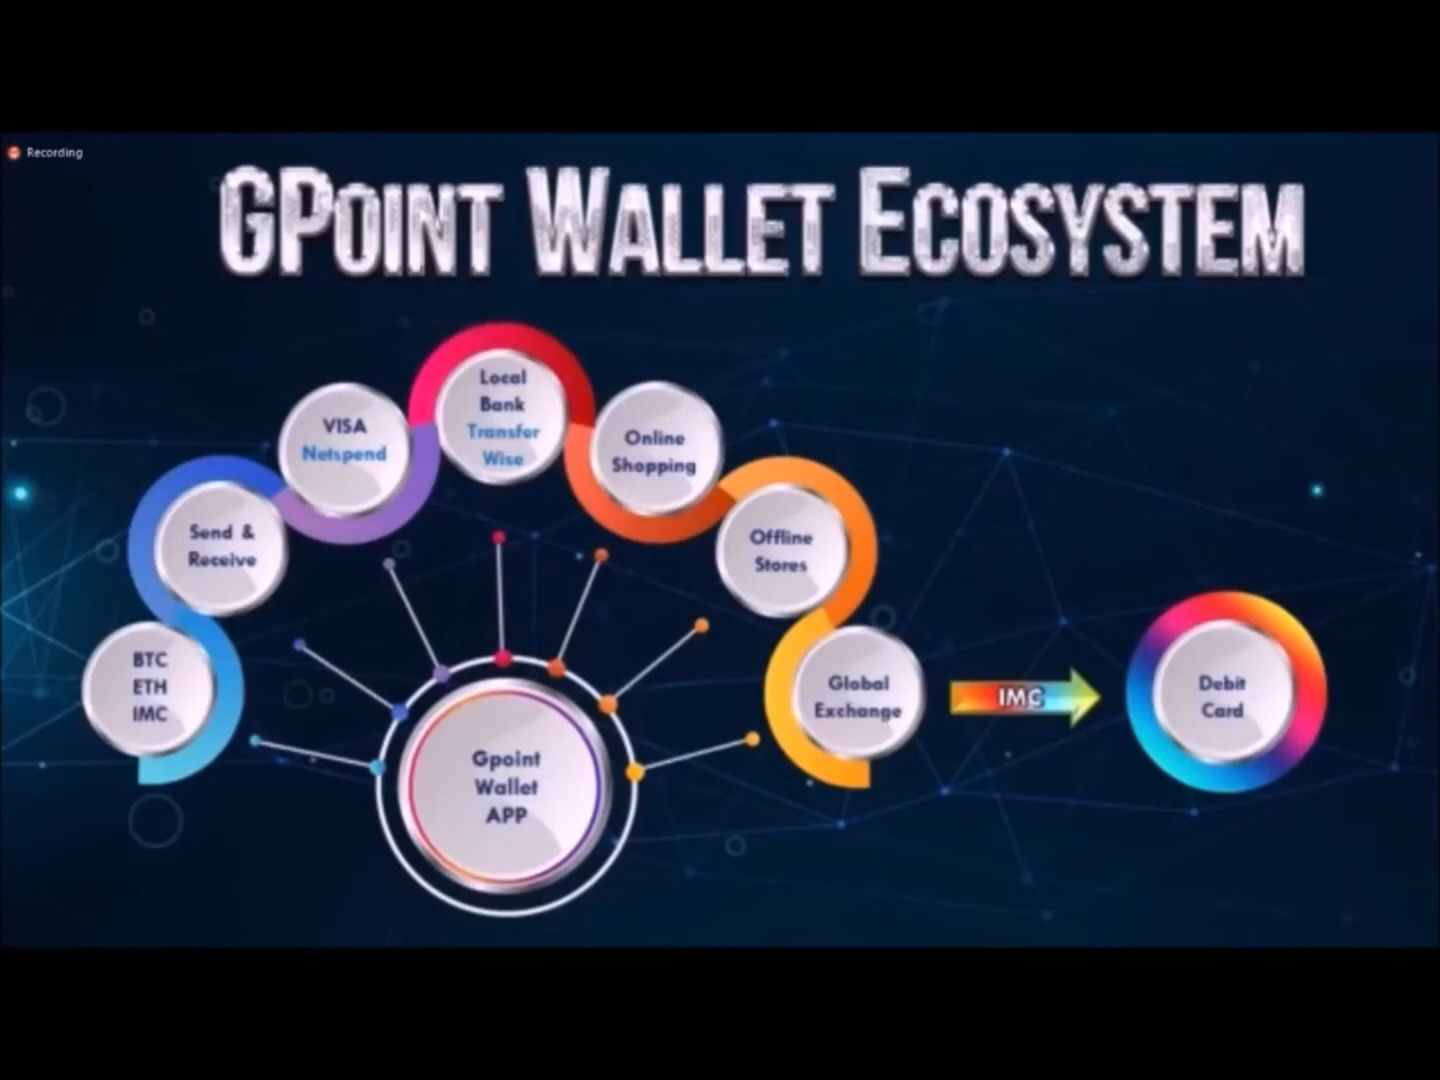 Recording
GPOINT WALLET ECOSYSTEM
BTC
ETH
IMC
Send &
Receive
VISA
Netspend
Local
Bank
Transfer
Wise
Online
Shopping
Offline
Stores
Global
Exchange
IMC
Debit
Card
Gpoint
Wallet
APP